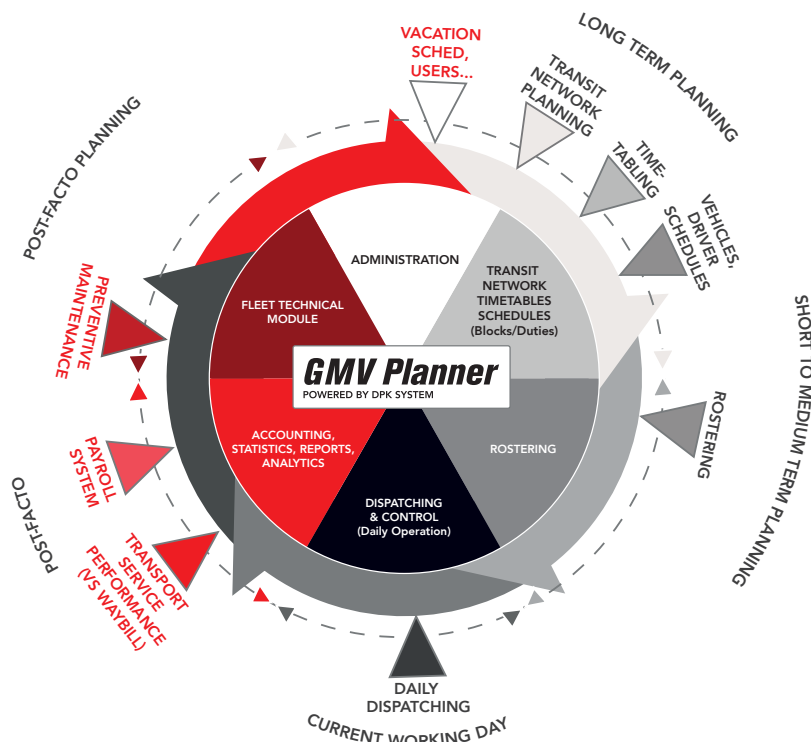 VACATION
SCHED,
USERS...
LONG TERM PLANNING
TRANSIT
NETWORK
PLANNING
TIME-
TABLING
VEHICLES,
DRIVER
SCHEDULES
SHORT TO MEDIUM TERM PLANNING
ROSTERING
POST-FACTO PLANNING
PREVENTIVE
MAINTENANCE
PAYROLL
SYSTEM
POST-FACTO
TRANSPORT
SERVICE
PERFORMANCE
(VS WAYBILL)
DAILY
DISPATCHING
CURRENT WORKING DAY
ADMINISTRATION
TRANSIT
NETWORK
TIMETABLES
SCHEDULES
(Blocks/Duties)
FLEET TECHNICAL
MODULE
GMV Planner
POWERED BY DPK SYSTEM
ACCOUNTING,
STATISTICS, REPORTS,
ANALYTICS
ROSTERING
DISPATCHING
& CONTROL
(Daily Operation)